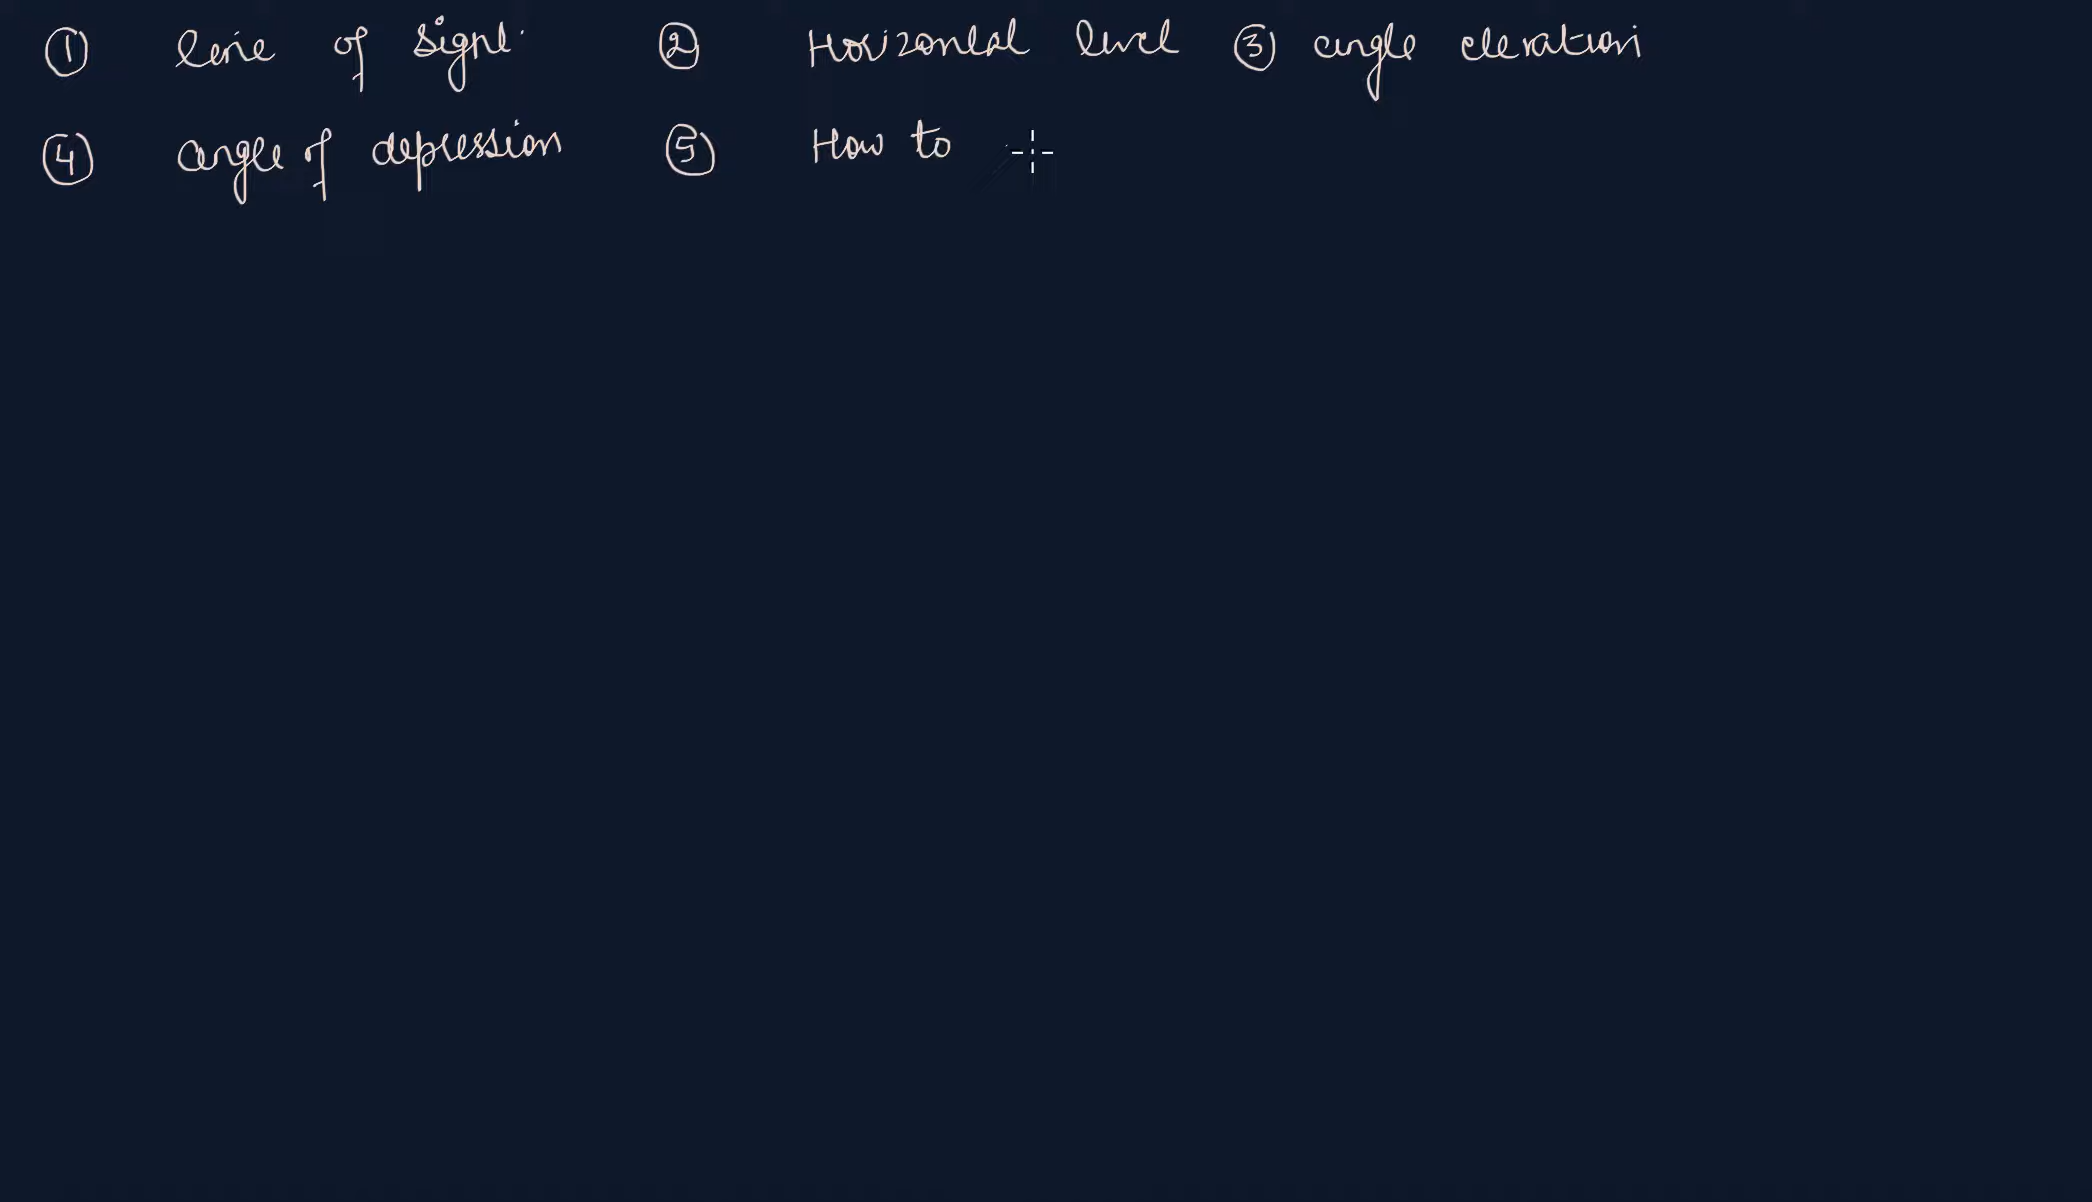 ① line of sight. ② Horizontal level ③ angle elevation
④ angle of depression ⑤ How to